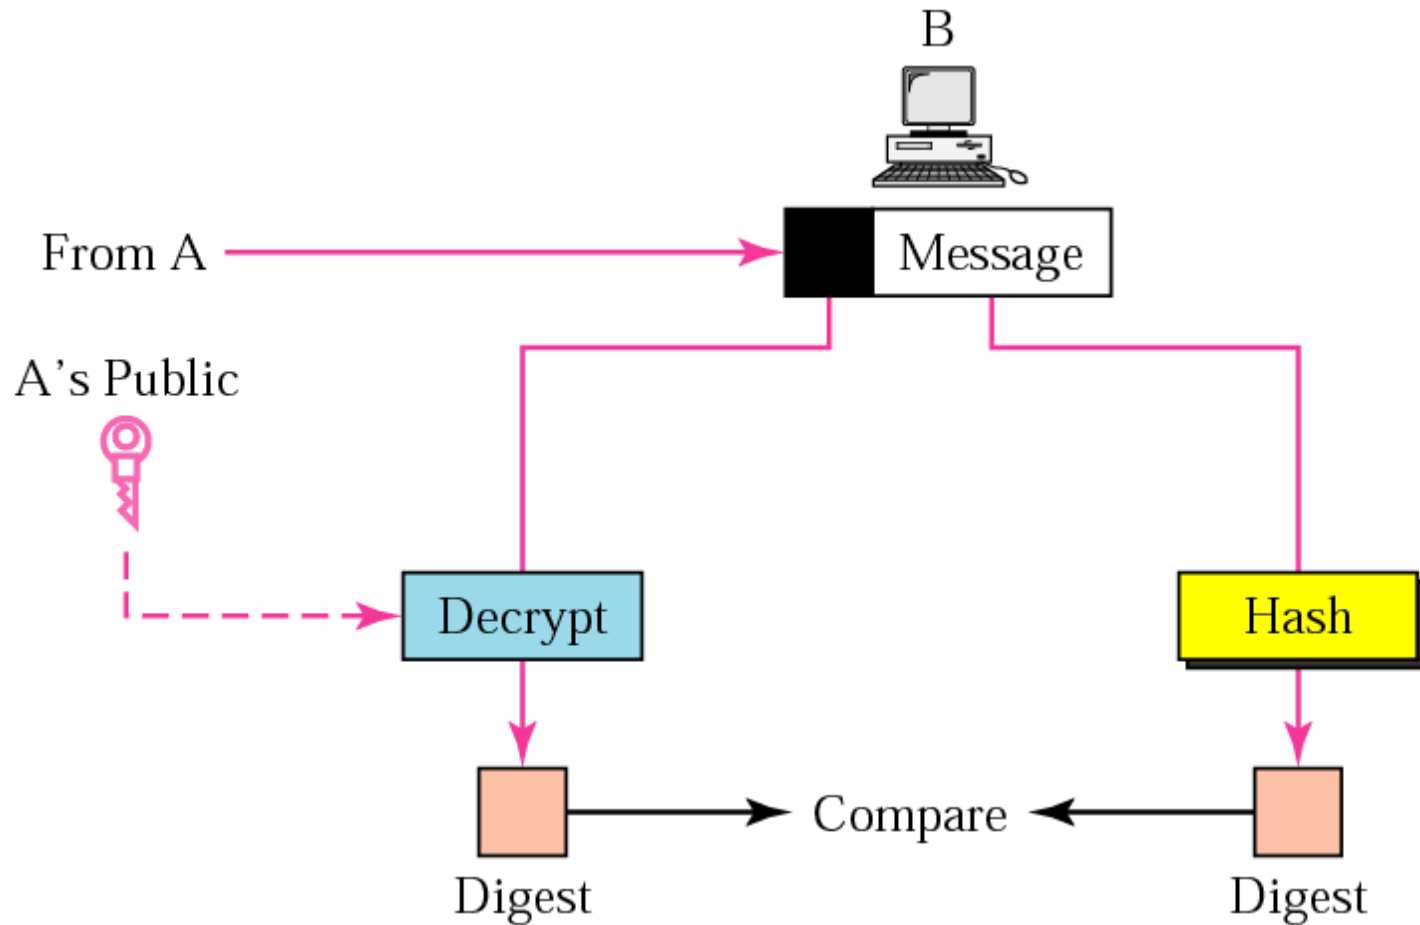 B
From A
Message
A’s Public
Decrypt
Hash
Compare
Digest
Digest